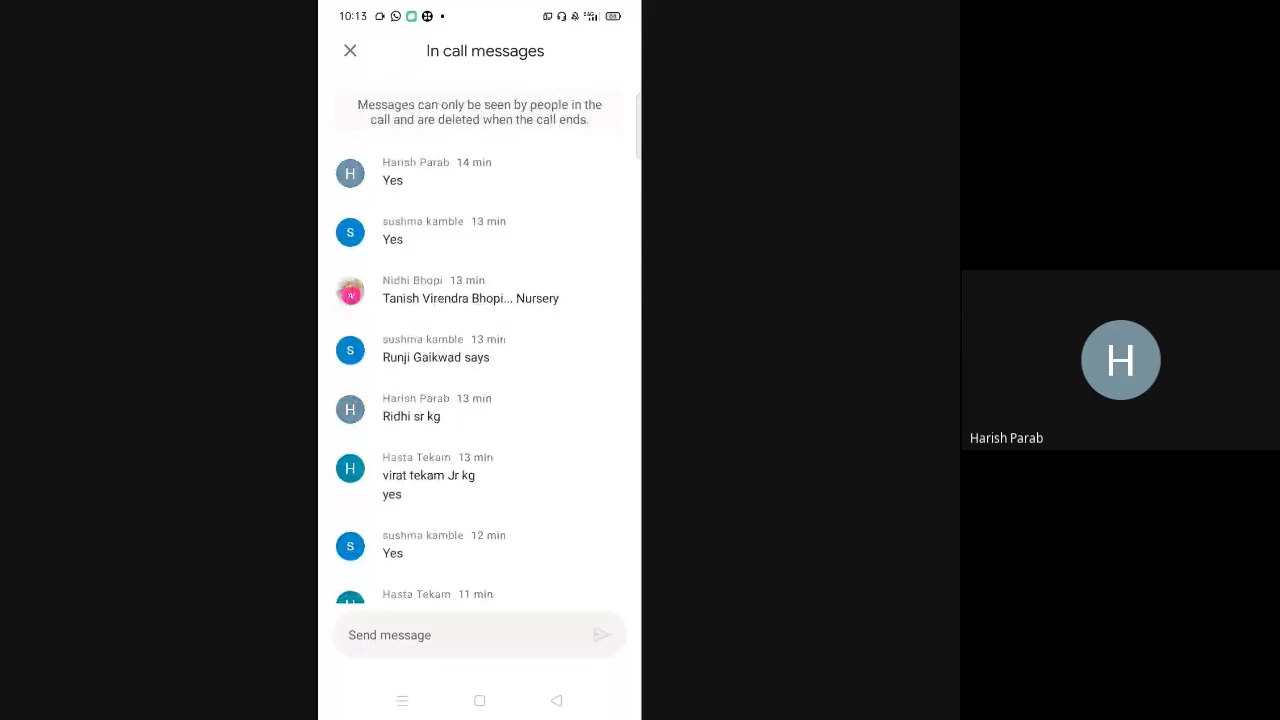 10:13
In call messages
Messages can only be seen by people in the
call and are deleted when the call ends.
H
Harish Parab 14 min
Yes
S
sushma kamble 13 min
Yes
Nidhi Bhopi 13 min
Tanish Virendra Bhopi... Nursery
S
sushma kamble 13 min
Runji Gaikwad says
H
Harish Parab 13 min
Ridhi sr kg
H
Hasta Tekam 13 min
virat tekam Jr kg
yes
S
sushma kamble 12 min
Yes
Hasta Tekam 11 min
Send message
H
Harish Parab